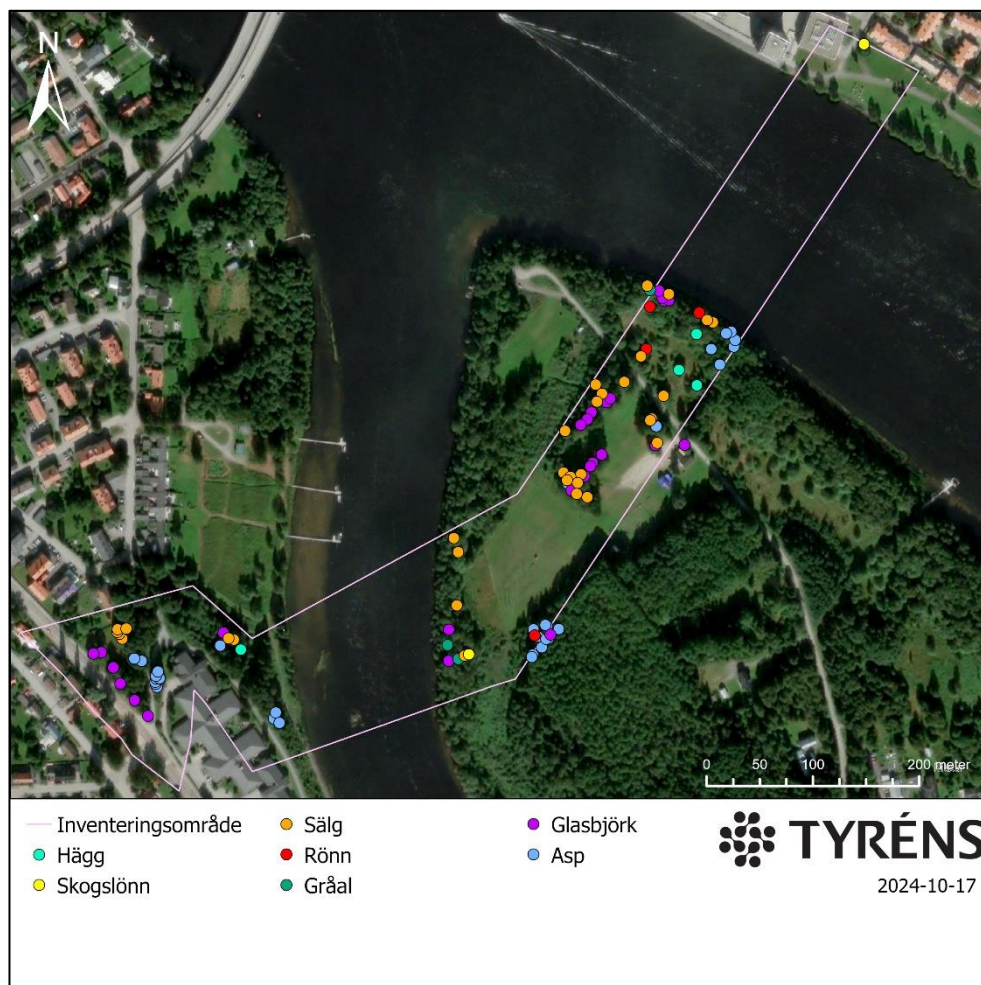 N
0 50 100 200 meter
Inventeringsområde
Hägg
Skogslönn
Sälg
Rönn
Gråal
Glasbjörk
Asp
TYRÉNS
2024-10-17